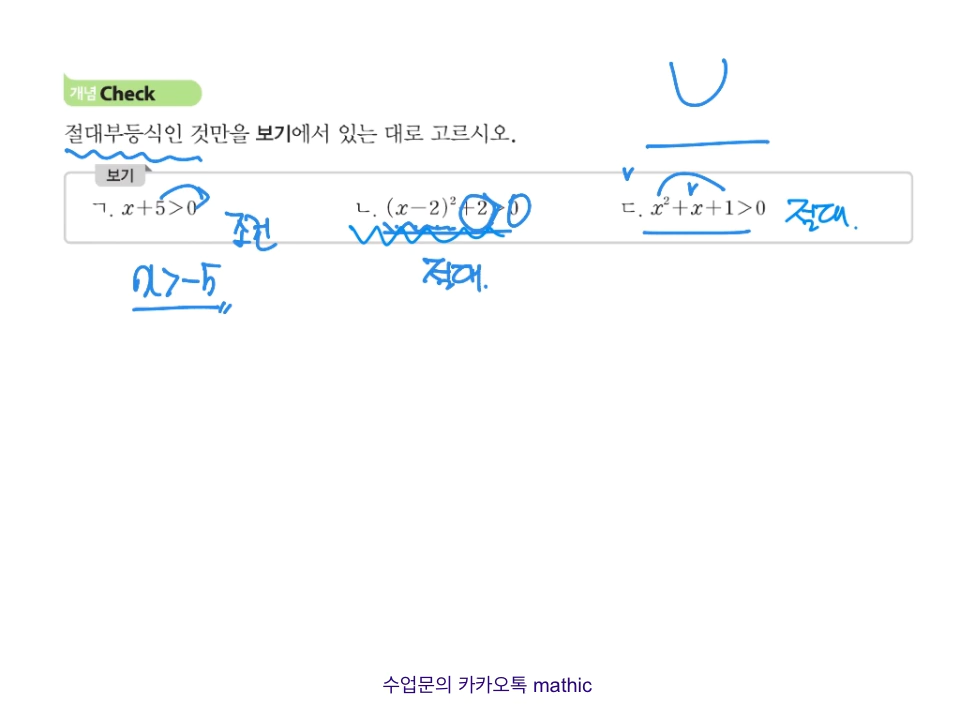 개념 Check
절대부등식인 것만을 보기에서 있는 대로 고르시오.
보기
ㄱ. x+5>0
조건
x>-5
ㄴ. (x-2)²+2>0
절대.
ㄷ. x²+x+1>0
절대.
수업문의 카카오톡 mathic